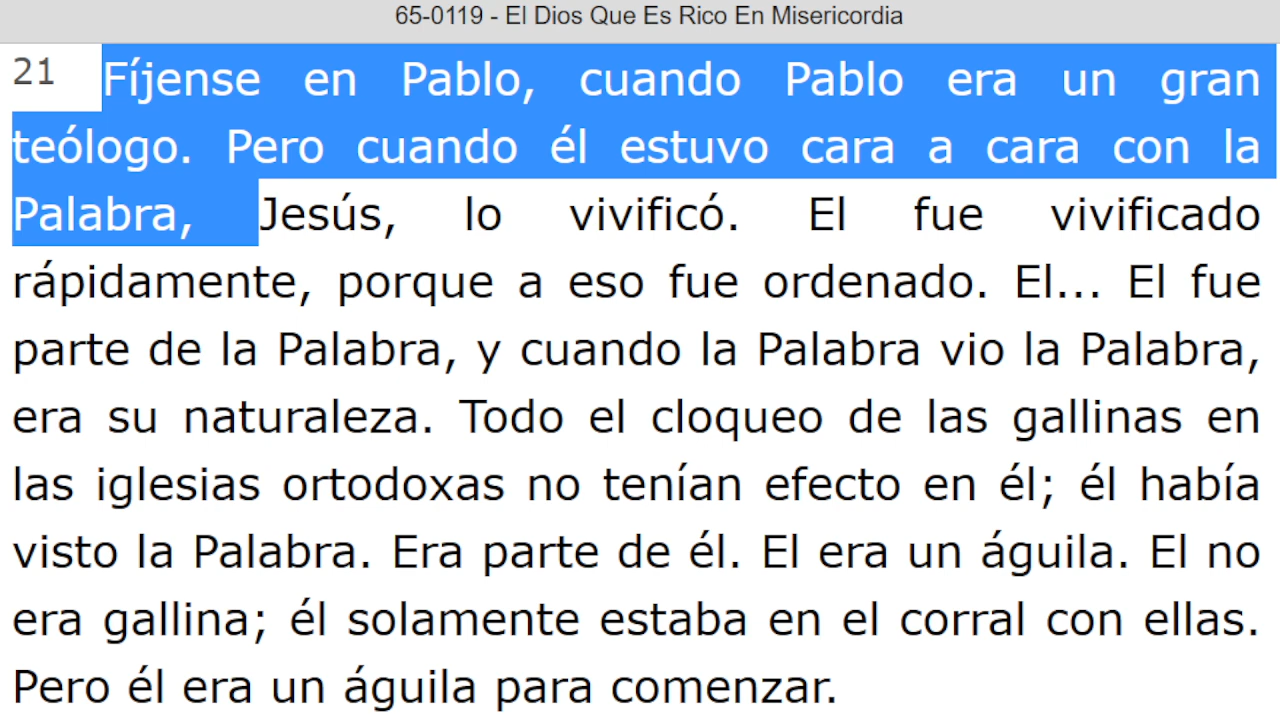 65-0119 - El Dios Que Es Rico En Misericordia
21 Fíjense en Pablo, cuando Pablo era un gran
teólogo. Pero cuando él estuvo cara a cara con la
Palabra, Jesús, lo vivificó. El fue vivificado
rápidamente, porque a eso fue ordenado. El... El fue
parte de la Palabra, y cuando la Palabra vio la Palabra,
era su naturaleza. Todo el cloqueo de las gallinas en
las iglesias ortodoxas no tenían efecto en él; él había
visto la Palabra. Era parte de él. El era un águila. El no
era gallina; él solamente estaba en el corral con ellas.
Pero él era un águila para comenzar.